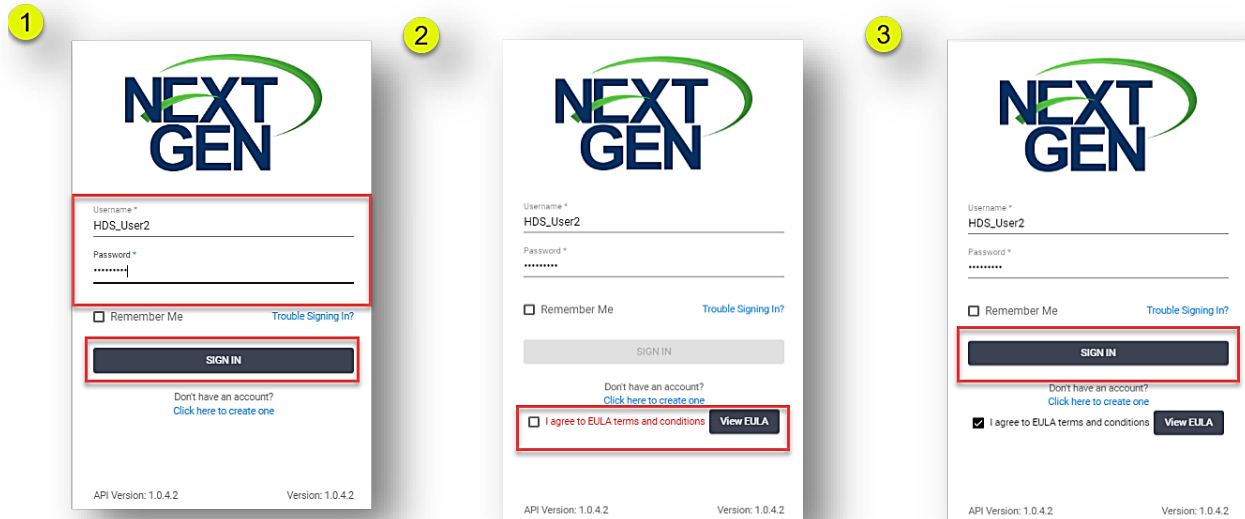 1
NEXT
GEN
Username *
HDS_User2
Password *
•••••••••
Remember Me Trouble Signing In?
SIGN IN
Don't have an account?
Click here to create one
API Version: 1.0.4.2 Version: 1.0.4.2
2
NEXT
GEN
Username *
HDS_User2
Password *
•••••••••
Remember Me Trouble Signing In?
SIGN IN
Don't have an account?
Click here to create one
I agree to EULA terms and conditions View EULA
API Version: 1.0.4.2 Version: 1.0.4.2
3
NEXT
GEN
Username *
HDS_User2
Password *
•••••••••
Remember Me Trouble Signing In?
SIGN IN
Don't have an account?
Click here to create one
I agree to EULA terms and conditions View EULA
API Version: 1.0.4.2 Version: 1.0.4.2